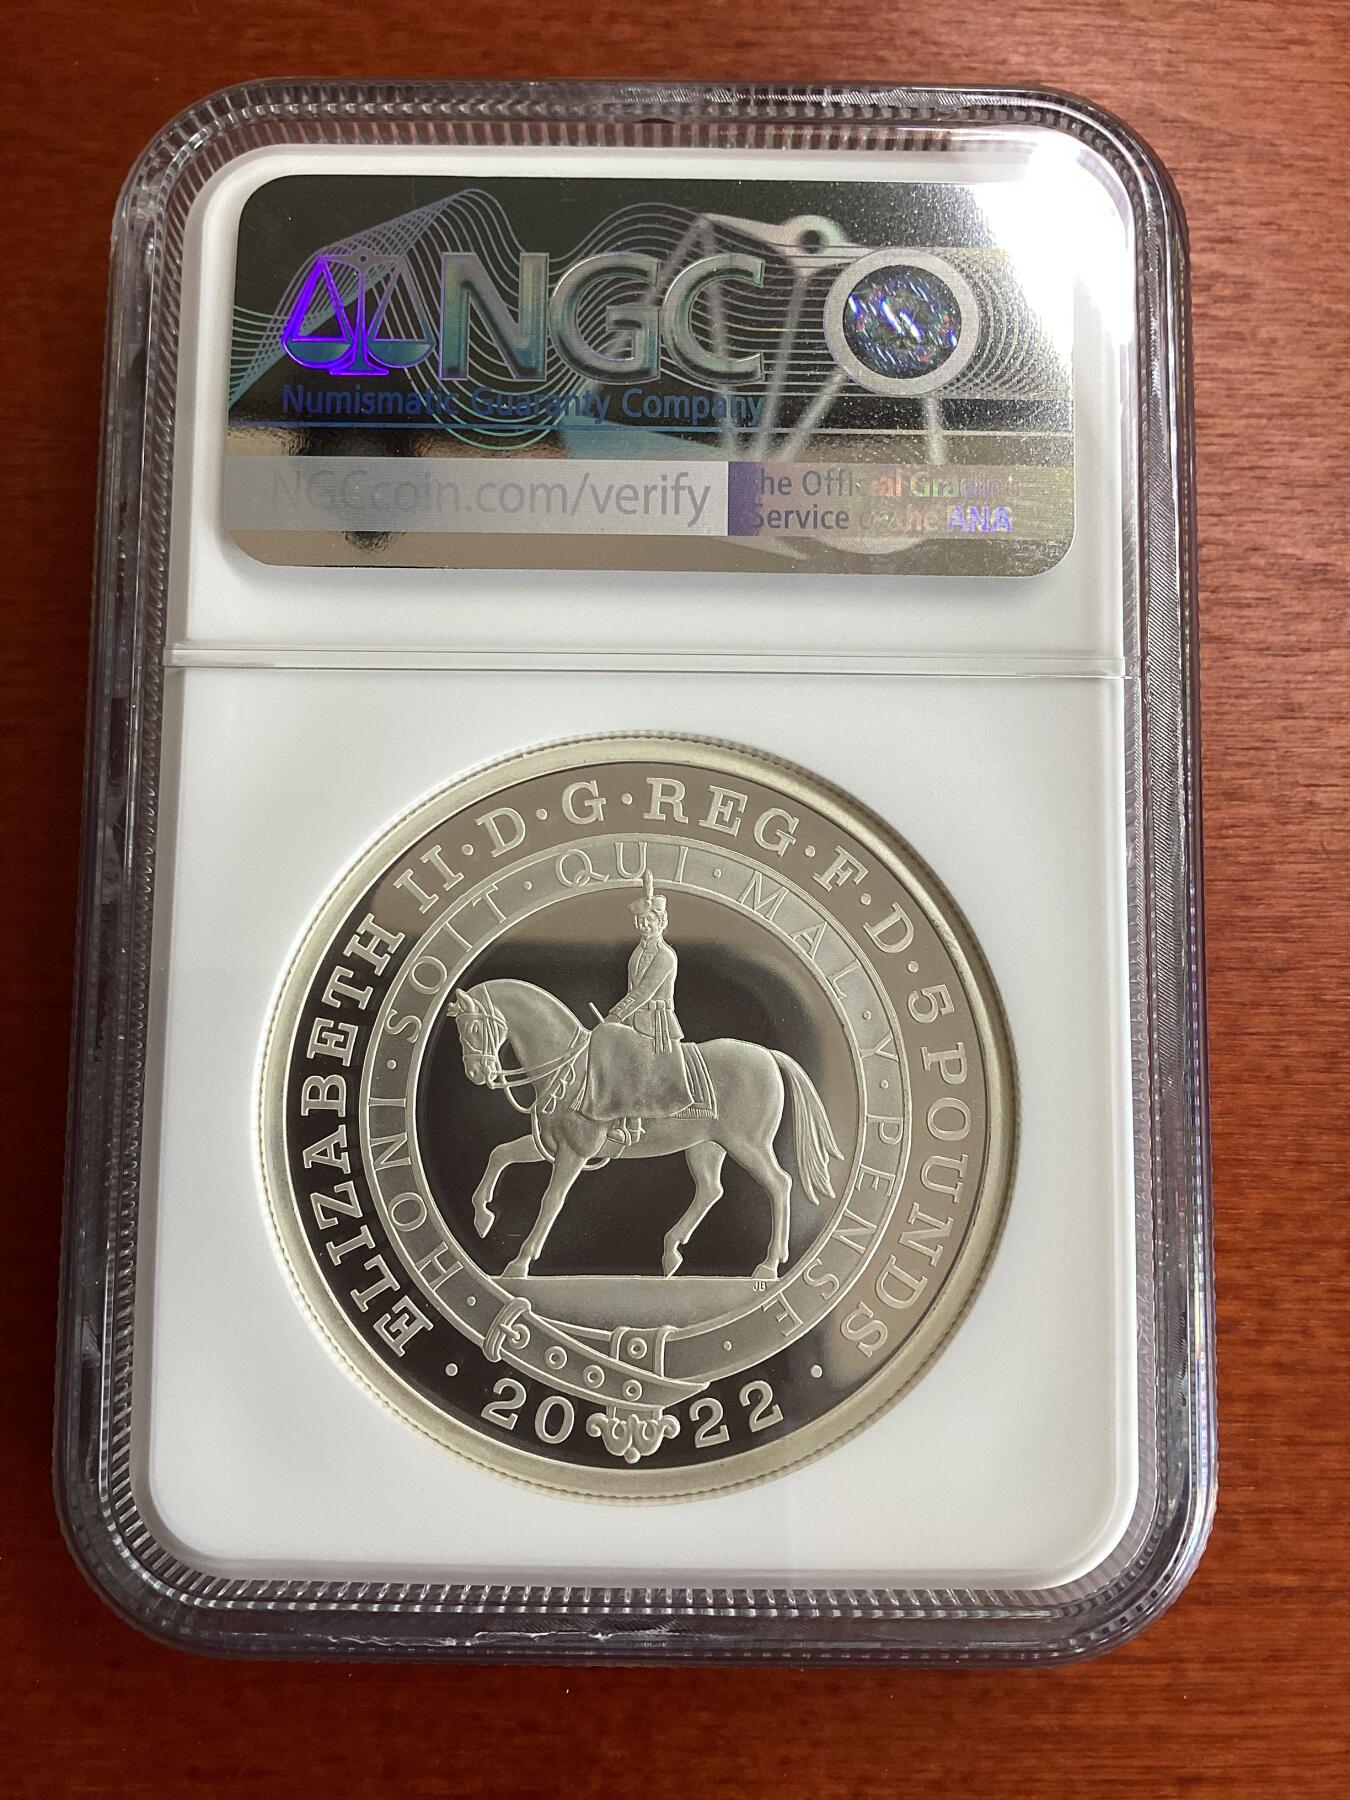 NGC
Numismatic Guaranty Company
NGCcoin.com/verify
The Official Grading
Service of the ANA
ELIZABETH II · D · G · REG · F · D · 5 POUNDS
· 2022 ·
· HONI · SOIT · QUI · MAL · Y · PENSE ·
JB